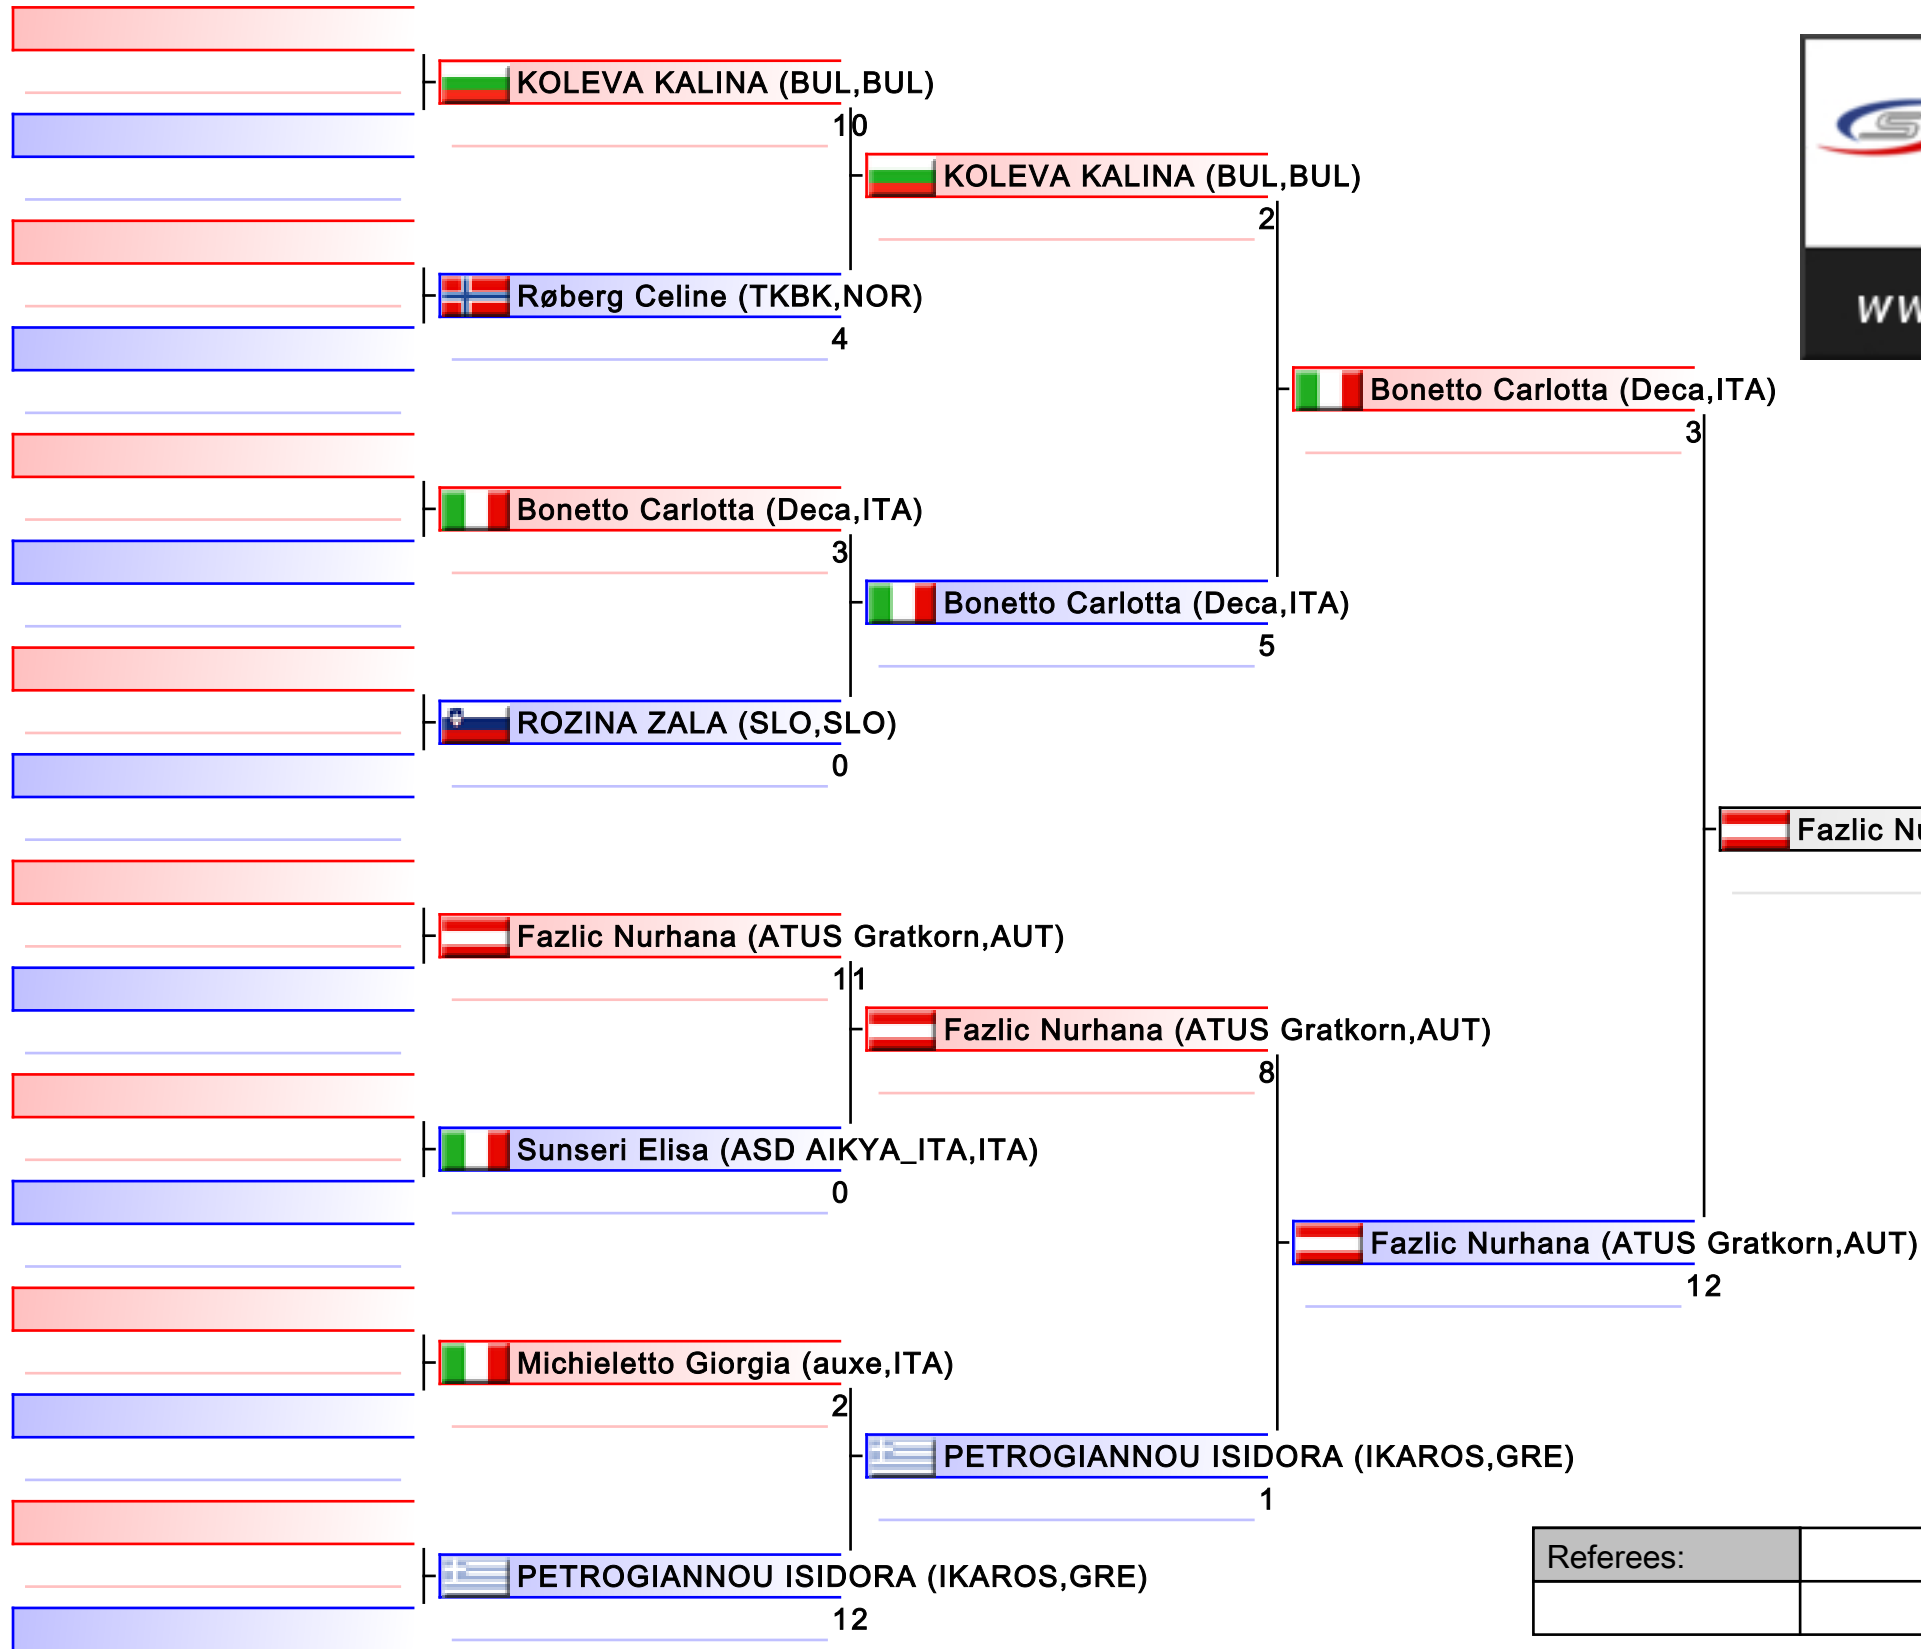 KOLEVA KALINA (BUL,BUL)
10
KOLEVA KALINA (BUL,BUL)
2
Røberg Celine (TKBK,NOR)
4
Bonetto Carlotta (Deca,ITA)
3
Bonetto Carlotta (Deca,ITA)
3
Bonetto Carlotta (Deca,ITA)
5
ROZINA ZALA (SLO,SLO)
0
Fazlic
Fazlic Nurhana (ATUS Gratkorn,AUT)
11
Fazlic Nurhana (ATUS Gratkorn,AUT)
8
Sunseri Elisa (ASD AIKYA_ITA,ITA)
0
Fazlic Nurhana (ATUS Gratkorn,AUT)
12
Michieletto Giorgia (auxe,ITA)
2
PETROGIANNOU ISIDORA (IKAROS,GRE)
1
PETROGIANNOU ISIDORA (IKAROS,GRE)
12
Referees: